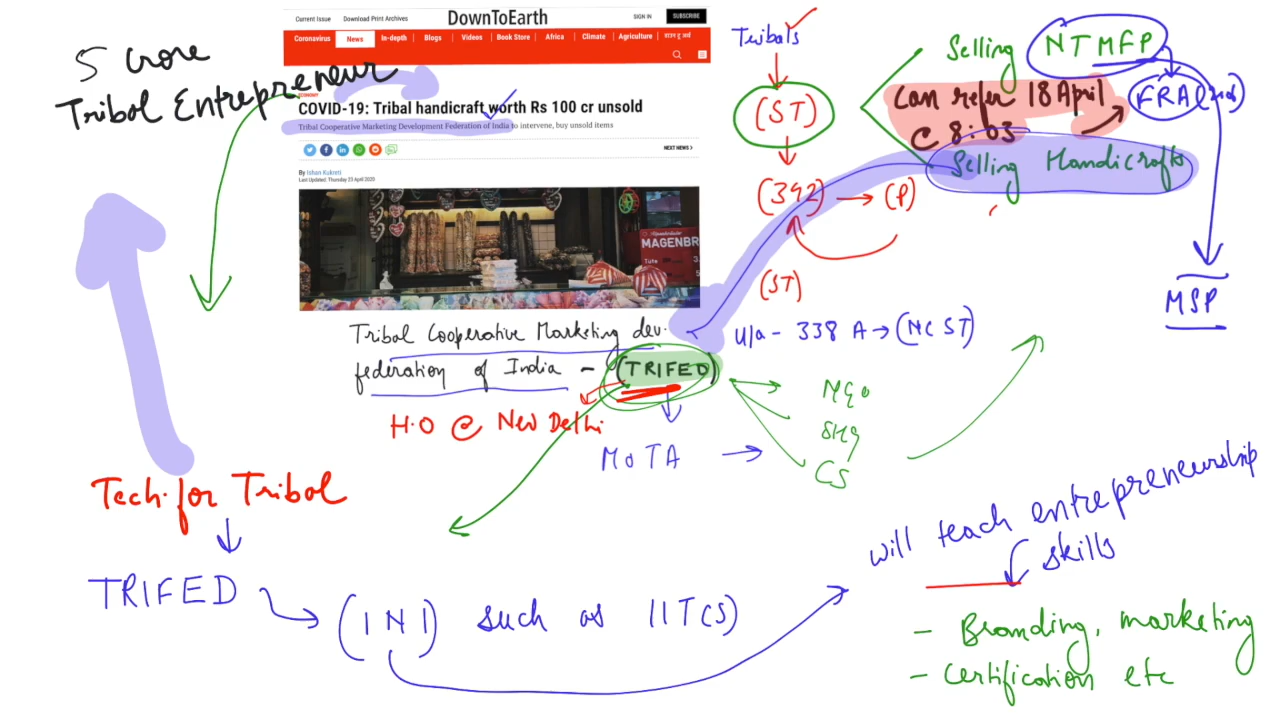 Current Issue Download Print Archives DownToEarth SIGN IN SUBSCRIBE
Coronavirus News In-depth Blogs Videos Book Store Africa Climate Agriculture
ECONOMY
COVID-19: Tribal handicraft worth Rs 100 cr unsold
Tribal Cooperative Marketing Development Federation of India to intervene, buy unsold items
NEXT NEWS >
By Ishan Kukreti
Last Updated: Thursday 23 April 2020
MAGENBR
5 Crore
Tribal Entrepreneur
Tribals
(ST)
(342) → (P)
(ST)
U/a - 338 A → (NCST)
Selling NTMFP
FRA
Can refer 18 April
@ 8:03
Selling Handicrafts
MSP
Tribal Cooperative Marketing dev.
federation of India - (TRIFED)
H.O @ New Delhi
MoTA →
NGO
SHG
CS
Tech. for Tribal
TRIFED
(INI) such as IIT(S)
will teach entrepreneurship
skills
- Branding, marketing
- Certification etc